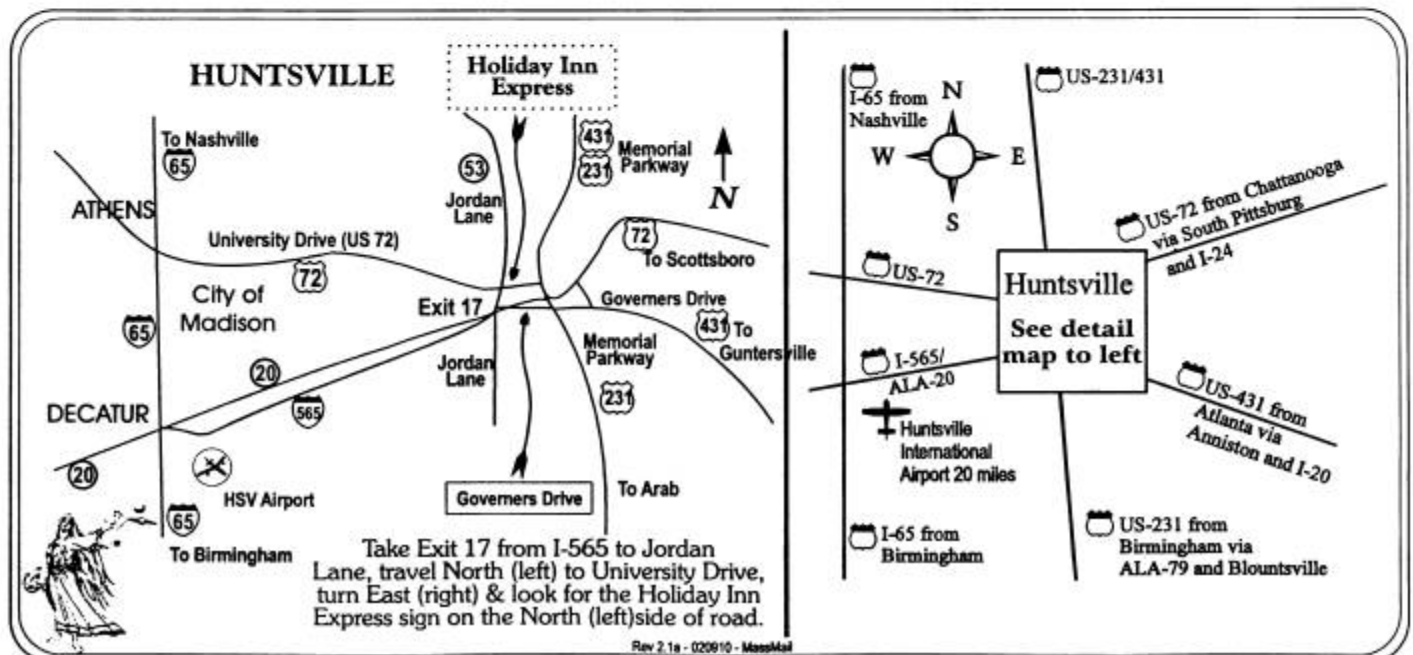 HUNTSVILLE
Holiday Inn
Express
To Nashville
65
ATHENS
University Drive (US 72)
72
City of
Madison
65
53
Jordan
Lane
431
231
Memorial
Parkway
N
72
To Scottsboro
Exit 17
Governers Drive
431
To
Guntersville
Jordan
Lane
Memorial
Parkway
231
20
565
DECATUR
20
HSV Airport
65
To Birmingham
Governers Drive
To Arab
Take Exit 17 from I-565 to Jordan
Lane, travel North (left) to University Drive,
turn East (right) & look for the Holiday Inn
Express sign on the North (left)side of road.
Rev 2.1a - 020910 - MassMail
I-65 from
Nashville
N
W
E
S
US-231/431
US-72 from Chattanooga
via South Pittsburg
and I-24
US-72
Huntsville
See detail
map to left
I-565/
ALA-20
Huntsville
International
Airport 20 miles
US-431 from
Atlanta via
Anniston and I-20
I-65 from
Birmingham
US-231 from
Birmingham via
ALA-79 and Blountsville